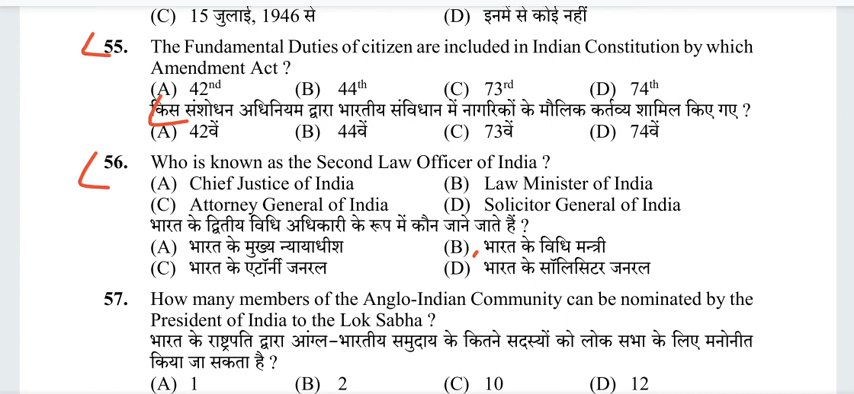 (C) 15 जुलाई, 1946 से (D) इनमें से कोई नहीं
55. The Fundamental Duties of citizen are included in Indian Constitution by which
Amendment Act ?
(A) 42nd (B) 44th (C) 73rd (D) 74th
किस संशोधन अधिनियम द्वारा भारतीय संविधान में नागरिकों के मौलिक कर्तव्य शामिल किए गए ?
(A) 42वें (B) 44वें (C) 73वें (D) 74वें
56. Who is known as the Second Law Officer of India ?
(A) Chief Justice of India (B) Law Minister of India
(C) Attorney General of India (D) Solicitor General of India
भारत के द्वितीय विधि अधिकारी के रूप में कौन जाने जाते हैं ?
(A) भारत के मुख्य न्यायाधीश (B) भारत के विधि मन्त्री
(C) भारत के एटॉर्नी जनरल (D) भारत के सॉलिसिटर जनरल
57. How many members of the Anglo-Indian Community can be nominated by the
President of India to the Lok Sabha ?
भारत के राष्ट्रपति द्वारा आंग्ल-भारतीय समुदाय के कितने सदस्यों को लोक सभा के लिए मनोनीत
किया जा सकता है ?
(A) 1 (B) 2 (C) 10 (D) 12